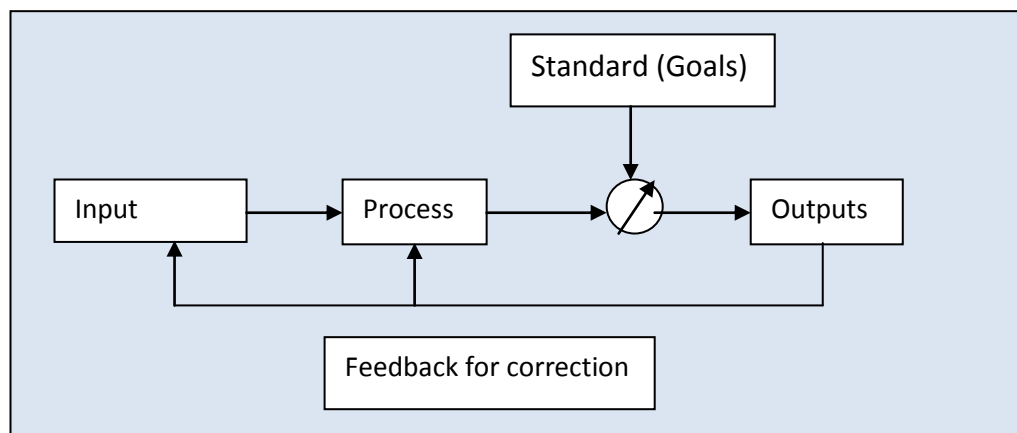 Standard (Goals)
Input
Process
Outputs
Feedback for correction